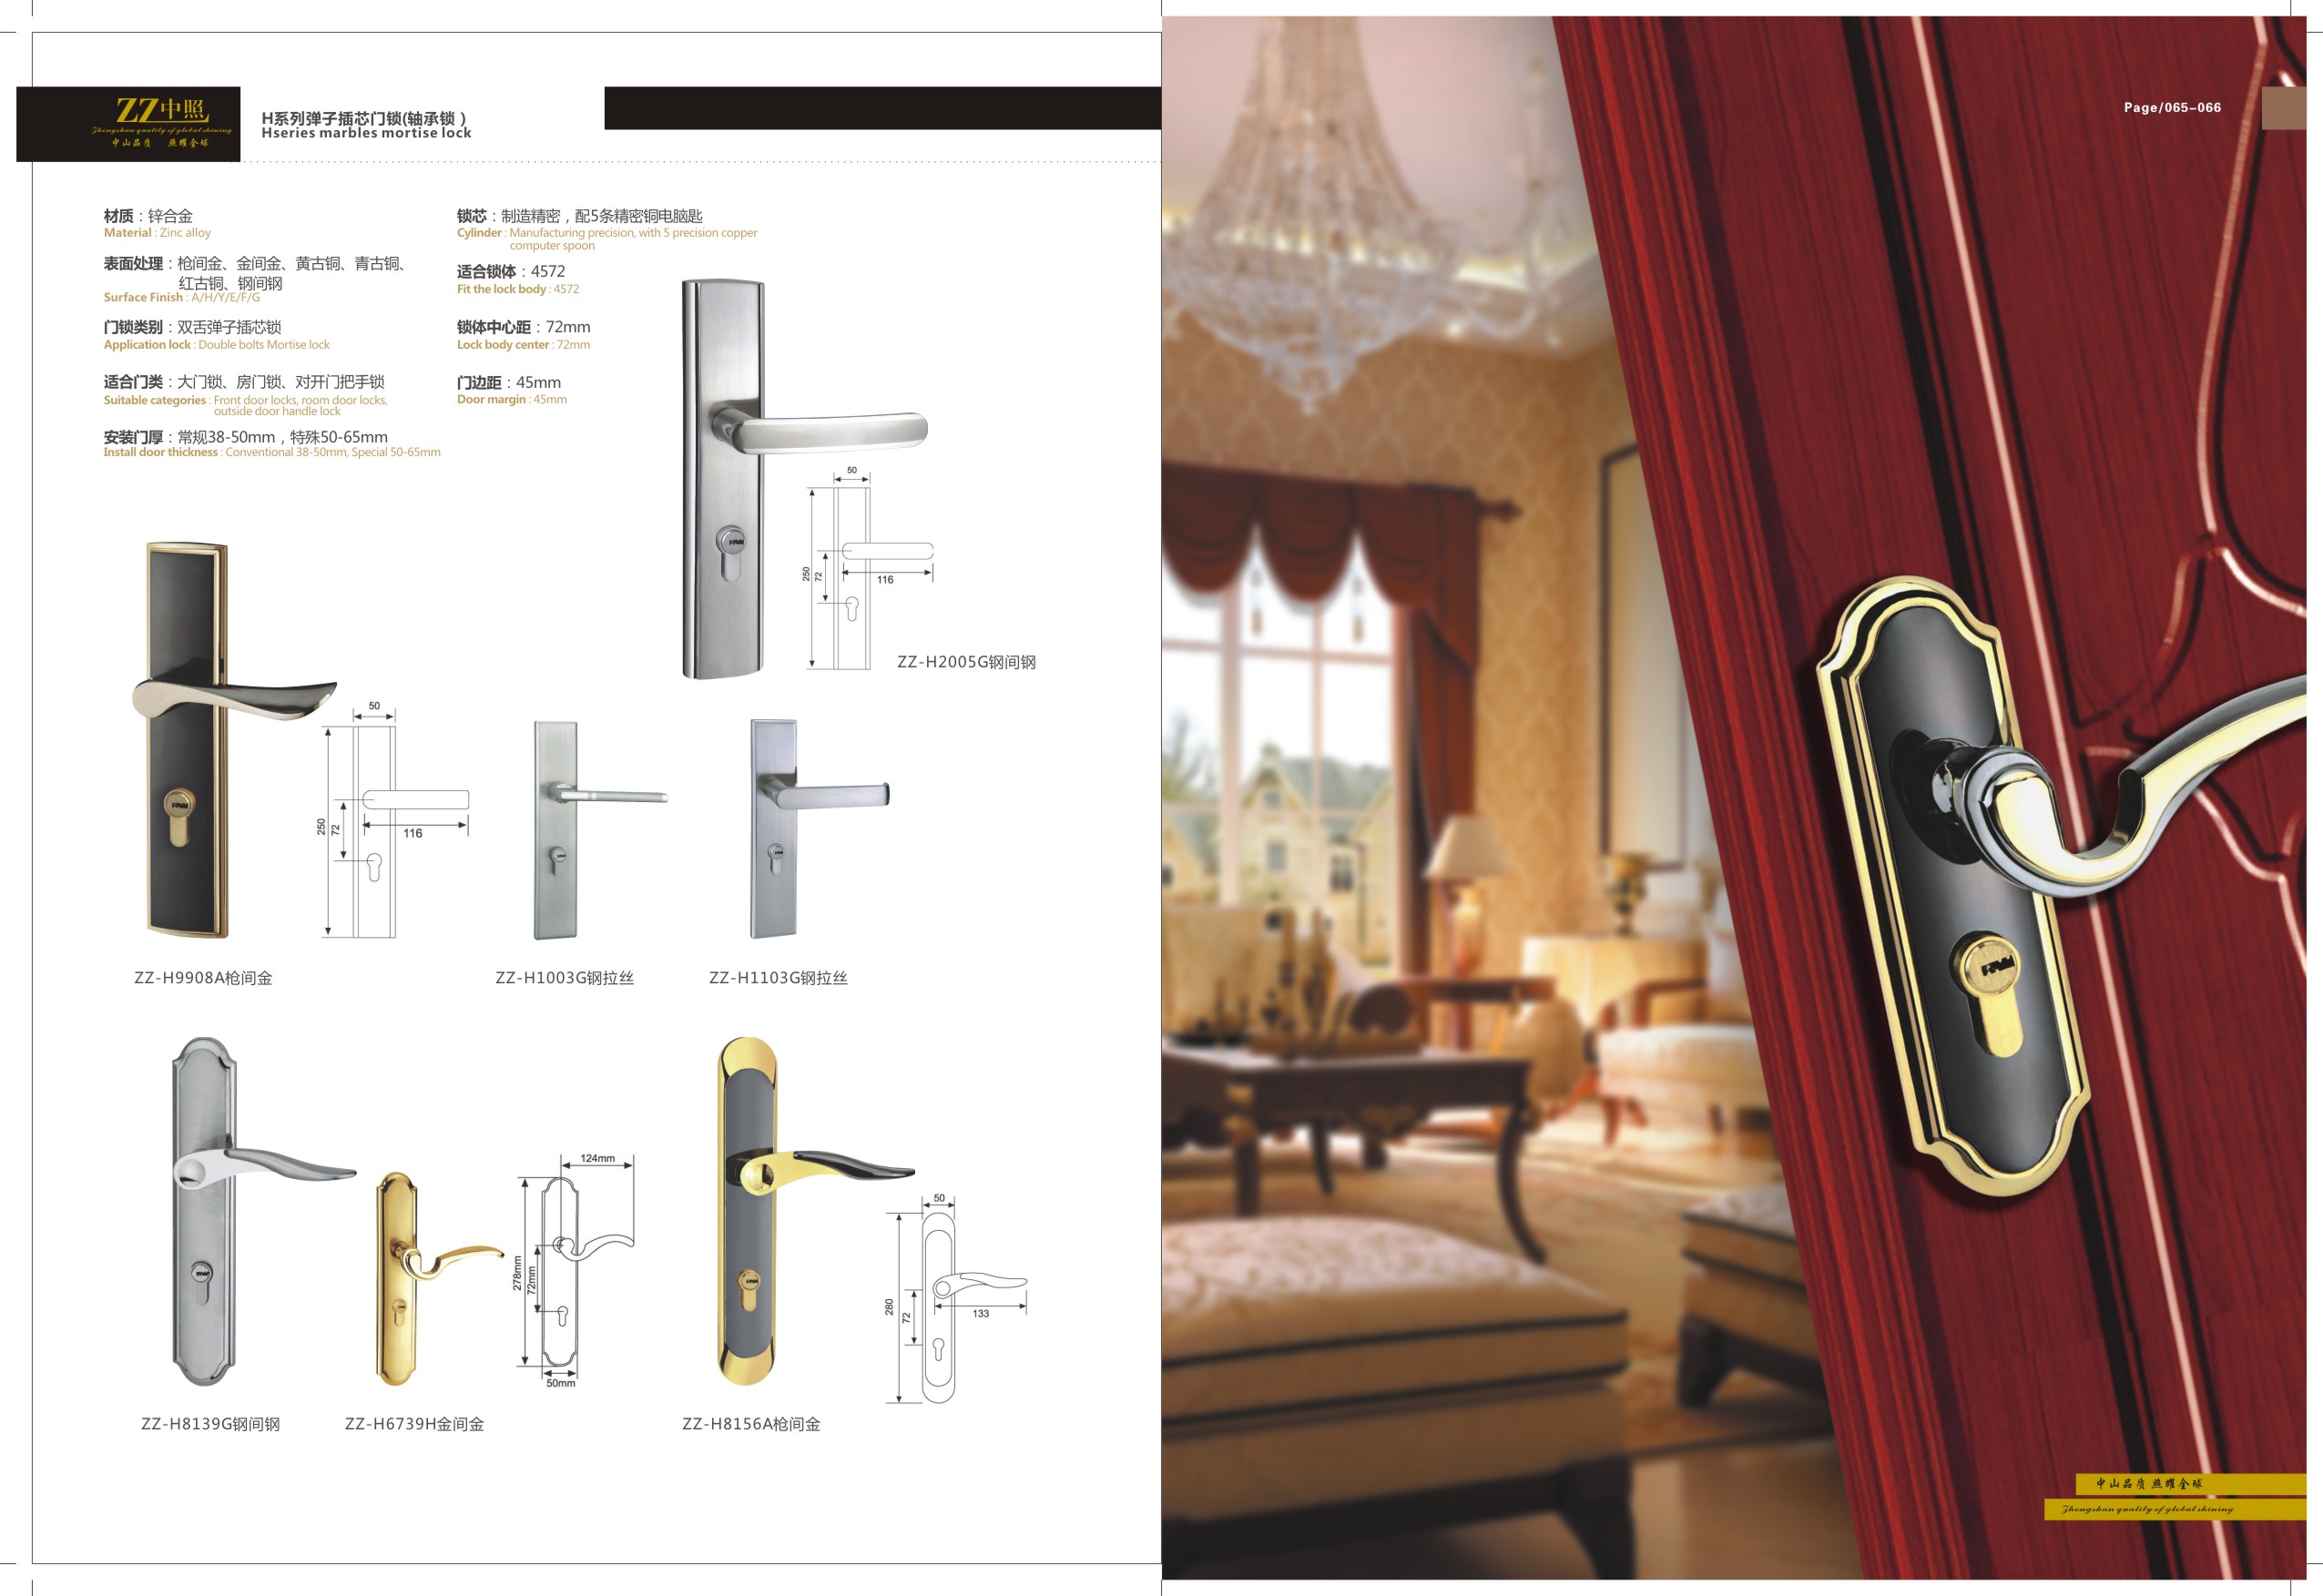 ZZ中照
Zhongshan quality of global shining
中山品质 照耀全球
H系列弹子插芯门锁(轴承锁)
Hseries marbles mortise lock
Page/065-066
材质：锌合金
Material : Zinc alloy
表面处理：枪间金、金间金、黄古铜、青古铜、
红古铜、钢间钢
Surface Finish : A/H/Y/E/F/G
门锁类别：双舌弹子插芯锁
Application lock : Double bolts Mortise lock
适合门类：大门锁、房门锁、对开门把手锁
Suitable categories : Front door locks, room door locks,
outside door handle lock
安装门厚：常规38-50mm，特殊50-65mm
Install door thickness : Conventional 38-50mm, Special 50-65mm
锁芯：制造精密，配5条精密铜电脑匙
Cylinder : Manufacturing precision, with 5 precision copper
computer spoon
适合锁体：4572
Fit the lock body : 4572
锁体中心距：72mm
Lock body center : 72mm
门边距：45mm
Door margin : 45mm
50
250
72
116
ZZ-H2005G钢间钢
50
250
72
116
ZZ-H9908A枪间金
ZZ-H1003G钢拉丝
ZZ-H1103G钢拉丝
124mm
278mm
72mm
50mm
50
280
72
133
ZZ-H8139G钢间钢
ZZ-H6739H金间金
ZZ-H8156A枪间金
中山品质 照耀全球
Zhongshan quality of global shining